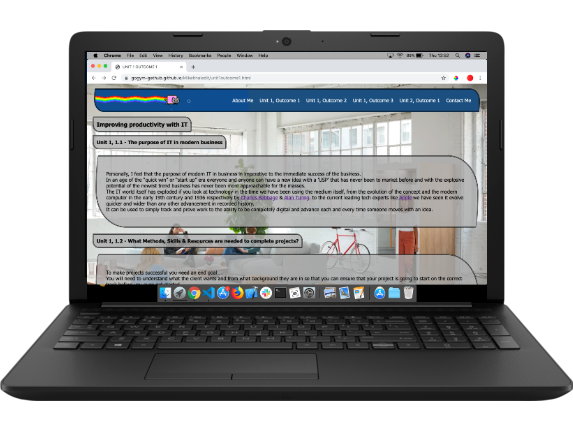 Chrome File Edit View History Bookmarks People Window Help
UNIT 1 OUTCOME 1
About Me Unit 1, Outcome 1 Unit 1, Outcome 2 Unit 1, Outcome 3 Unit 2, Outcome 1 Contact Me
Improving productivity with IT
Unit 1, 1.1 - The purpose of IT in modern business
Personally, I feel that the purpose of modern IT in business in imperative to the immediate success of the business.
In an age of the "quick win" or "start up" era everyone and anyone can have a new idea with a 'USP' that has never been to market before and with the explosive
potential of the newest trend business has never been more approachable for the masses.
The IT world itself has exploded if you look at technology in the time we have been using the medium itself, from the evolution of the concept and the modern
computer in the early 19th century and 1936 respectively by Charles Babbage & Alan Turing, to the current leading tech experts like Apple we have seen it evolve
quicker and wider then any other advancement in recorded history.
It can be used to simply track and prove work to the ability to be completely digital and advance each and every time someone moves with an idea.
Unit 1, 1.2 - What Methods, Skills & Resources are needed to complete projects?
To make projects successful you need an end goal.
You will need to understand what the client wants and from what background they are in so that you can ensure that your project is going to start on the correct